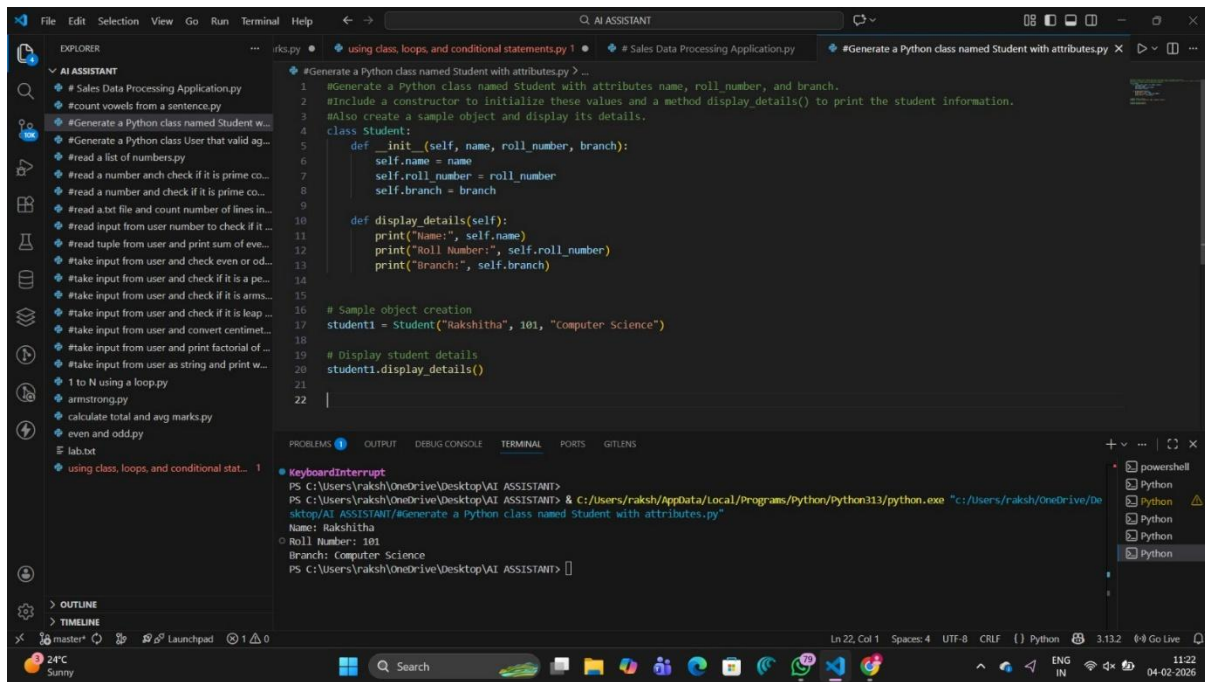 File Edit Selection View Go Run Terminal Help
AI ASSISTANT
EXPLORER
AI ASSISTANT
# Sales Data Processing Application.py
#count vowels from a sentence.py
#Generate a Python class named Student w...
#Generate a Python class User that valid ag...
#read a list of numbers.py
#read a number anch check if it is prime co...
#read a number and check if it is prime co...
#read a.txt file and count number of lines in...
#read input from user number to check if it ...
#read tuple from user and print sum of eve...
#take input from user and check even or od...
#take input from user and check if it is a pe...
#take input from user and check if it is arms...
#take input from user and check if it is leap ...
#take input from user and convert centimet...
#take input from user and print factorial of ...
#take input from user as string and print w...
1 to N using a loop.py
armstrong.py
calculate total and avg marks.py
even and odd.py
lab.txt
using class, loops, and conditional stat... 1
OUTLINE
TIMELINE
rks.py
using class, loops, and conditional statements.py 1
# Sales Data Processing Application.py
#Generate a Python class named Student with attributes.py
#Generate a Python class named Student with attributes.py > ...
1 #Generate a Python class named Student with attributes name, roll_number, and branch.
2 #Include a constructor to initialize these values and a method display_details() to print the student information.
3 #Also create a sample object and display its details.
4 class Student:
5 def __init__(self, name, roll_number, branch):
6 self.name = name
7 self.roll_number = roll_number
8 self.branch = branch
9
10 def display_details(self):
11 print("Name:", self.name)
12 print("Roll Number:", self.roll_number)
13 print("Branch:", self.branch)
14
15
16 # Sample object creation
17 student1 = Student("Rakshitha", 101, "Computer Science")
18
19 # Display student details
20 student1.display_details()
21
22
PROBLEMS 1 OUTPUT DEBUG CONSOLE TERMINAL PORTS GITLENS
KeyboardInterrupt
PS C:\Users\raksh\OneDrive\Desktop\AI ASSISTANT>
PS C:\Users\raksh\OneDrive\Desktop\AI ASSISTANT> & C:/Users/raksh/AppData/Local/Programs/Python/Python313/python.exe "c:/Users/raksh/OneDrive/De
sktop/AI ASSISTANT/#Generate a Python class named Student with attributes.py"
Name: Rakshitha
Roll Number: 101
Branch: Computer Science
PS C:\Users\raksh\OneDrive\Desktop\AI ASSISTANT>
powershell
Python
Python
Python
Python
Python
master* Launchpad 1 0
Ln 22, Col 1 Spaces: 4 UTF-8 CRLF {} Python 3.13.2 Go Live
24°C
Sunny
Search
ENG
IN
11:22
04-02-2026